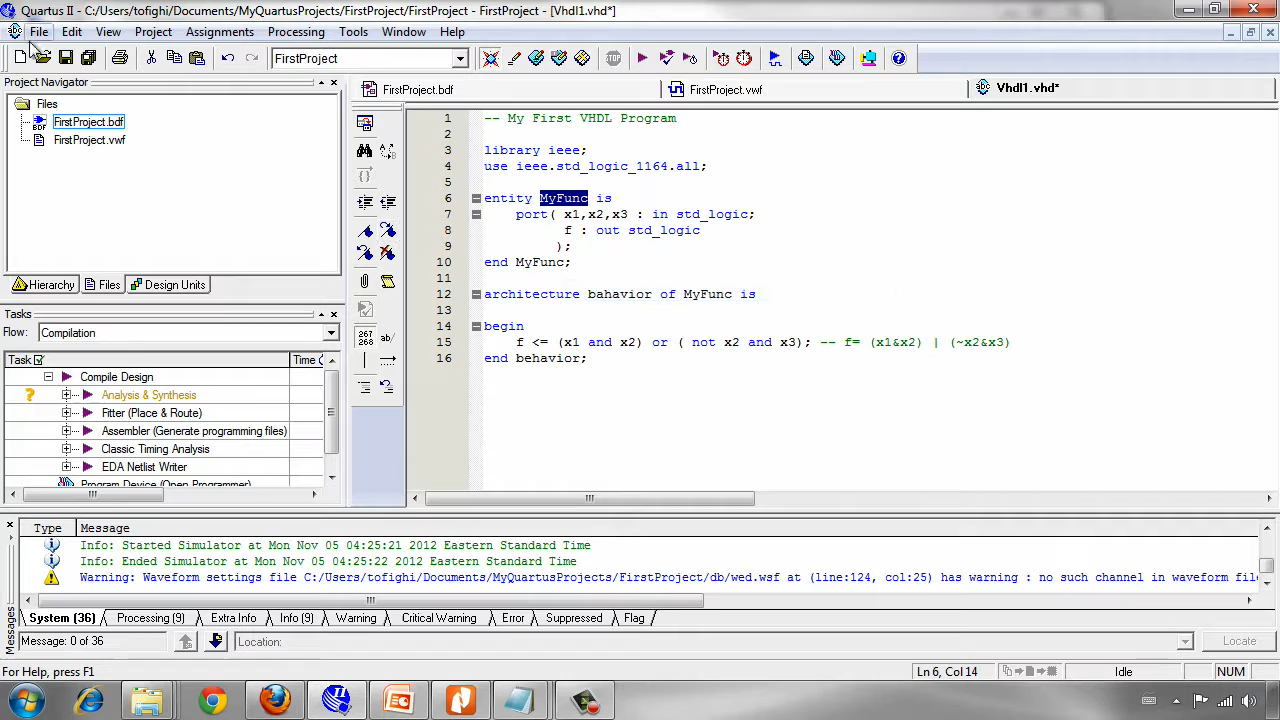 Quartus II - C:/Users/tofighi/Documents/MyQuartusProjects/FirstProject/FirstProject - [Vhdl1.vhd*]
File Edit View Project Assignments Processing Tools Window Help
FirstProject
Project Navigator
Files
FirstProject.bdf
FirstProject.vwf
Hierarchy Files Design Units
Tasks
Flow: Compilation
Task Time
Compile Design
Analysis & Synthesis
Fitter (Place & Route)
Assembler (Generate programming files)
Classic Timing Analysis
EDA Netlist Writer
Program Device (Open Programmer)
FirstProject.bdf FirstProject.vwf Vhdl1.vhd*
267
268
ab/
1 -- My First VHDL Program
2
3 library ieee;
4 use ieee.std_logic_1164.all;
5
6 entity MyFunc is
7 port( x1,x2,x3 : in std_logic;
8 f : out std_logic
9 );
10 end MyFunc;
11
12 architecture bahavior of MyFunc is
13
14 begin
15 f <= (x1 and x2) or ( not x2 and x3); -- f= (x1&x2) | (~x2&x3)
16 end behavior;
Type Message
Info: Started Simulator at Mon Nov 05 04:25:21 2012 Eastern Standard Time
Info: Ended Simulator at Mon Nov 05 04:25:22 2012 Eastern Standard Time
Warning: Waveform settings file C:/Users/tofighi/Documents/MyQuartusProjects/FirstProject/db/wed.wsf at (line:124, col:25) has warning : no such channel in waveform file
System (36) Processing (9) Extra Info Info (9) Warning Critical Warning Error Suppressed Flag
Messages
Message: 0 of 36 Location: Locate
For Help, press F1 Ln 6, Col 14 Idle NUM